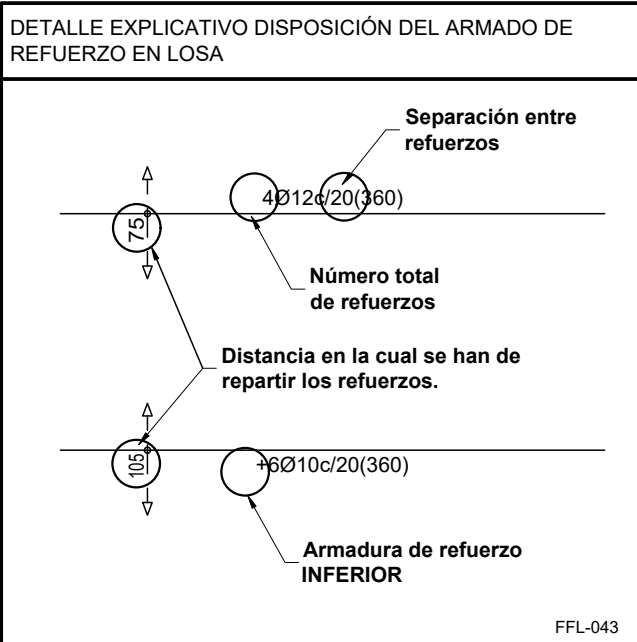 DETALLE EXPLICATIVO DISPOSICIÓN DEL ARMADO DE
REFUERZO EN LOSA
Separación entre
refuerzos
4Ø12c/20(360)
75
Número total
de refuerzos
Distancia en la cual se han de
repartir los refuerzos.
105
+6Ø10c/20(360)
Armadura de refuerzo
INFERIOR
FFL-043